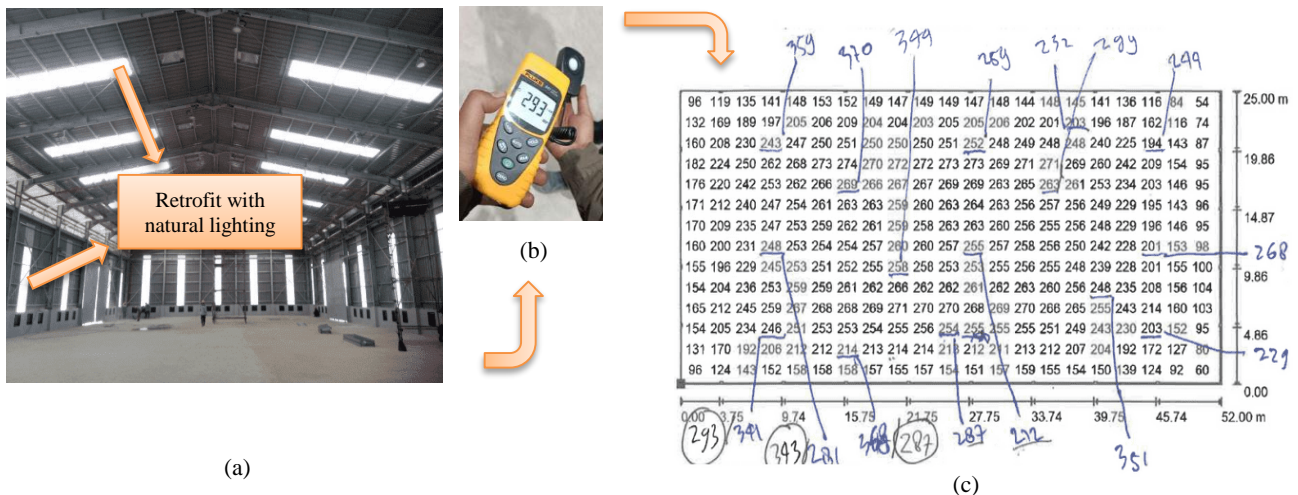 359 370 349 269 232 299 249
96 119 135 141 148 153 152 149 147 149 149 147 148 144 148 145 141 136 116 84 54
25.00 m
132 169 189 197 205 206 209 204 204 203 205 205 206 202 201 203 196 187 162 116 74
160 208 230 243 247 250 251 250 250 250 251 252 248 249 248 248 240 225 194 143 87
19.86
182 224 250 262 268 273 274 270 272 272 273 273 269 271 271 269 260 242 209 154 95
176 220 242 253 262 266 269 266 267 267 269 269 263 265 263 261 253 234 203 146 95
171 212 240 247 254 261 263 263 259 260 263 264 263 256 257 256 249 229 195 143 96
14.87
170 209 235 247 253 259 262 261 259 258 263 263 260 255 256 255 246 229 196 146 95
160 200 231 248 253 254 254 257 260 260 257 255 257 258 256 250 242 228 201 153 98
268
155 196 229 245 253 251 252 255 258 258 253 253 255 256 255 248 239 228 201 155 100
9.86
154 204 236 253 259 259 261 262 266 262 262 261 262 263 260 256 248 235 208 156 104
165 212 245 259 267 268 268 269 271 270 270 268 270 270 266 265 255 243 214 160 103
154 205 234 246 251 253 253 254 255 256 254 255 255 255 251 249 243 230 203 152 95
4.86
131 170 192 206 212 212 214 213 214 214 213 212 211 213 212 207 204 192 172 127 80
229
96 124 143 152 158 158 158 157 155 157 154 151 157 159 155 154 150 139 124 92 60
0.00
0.00 3.75 9.74 15.75 21.75 27.75 33.74 39.75 45.74 52.00 m
293 341 343 281 368 287 287 272 351
Retrofit with
natural lighting
293
(a)
(b)
(c)